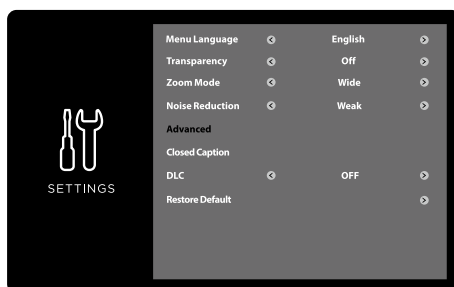 Menu Language English
Transparency Off
Zoom Mode Wide
Noise Reduction Weak
Advanced
Closed Caption
DLC OFF
Restore Default
SETTINGS